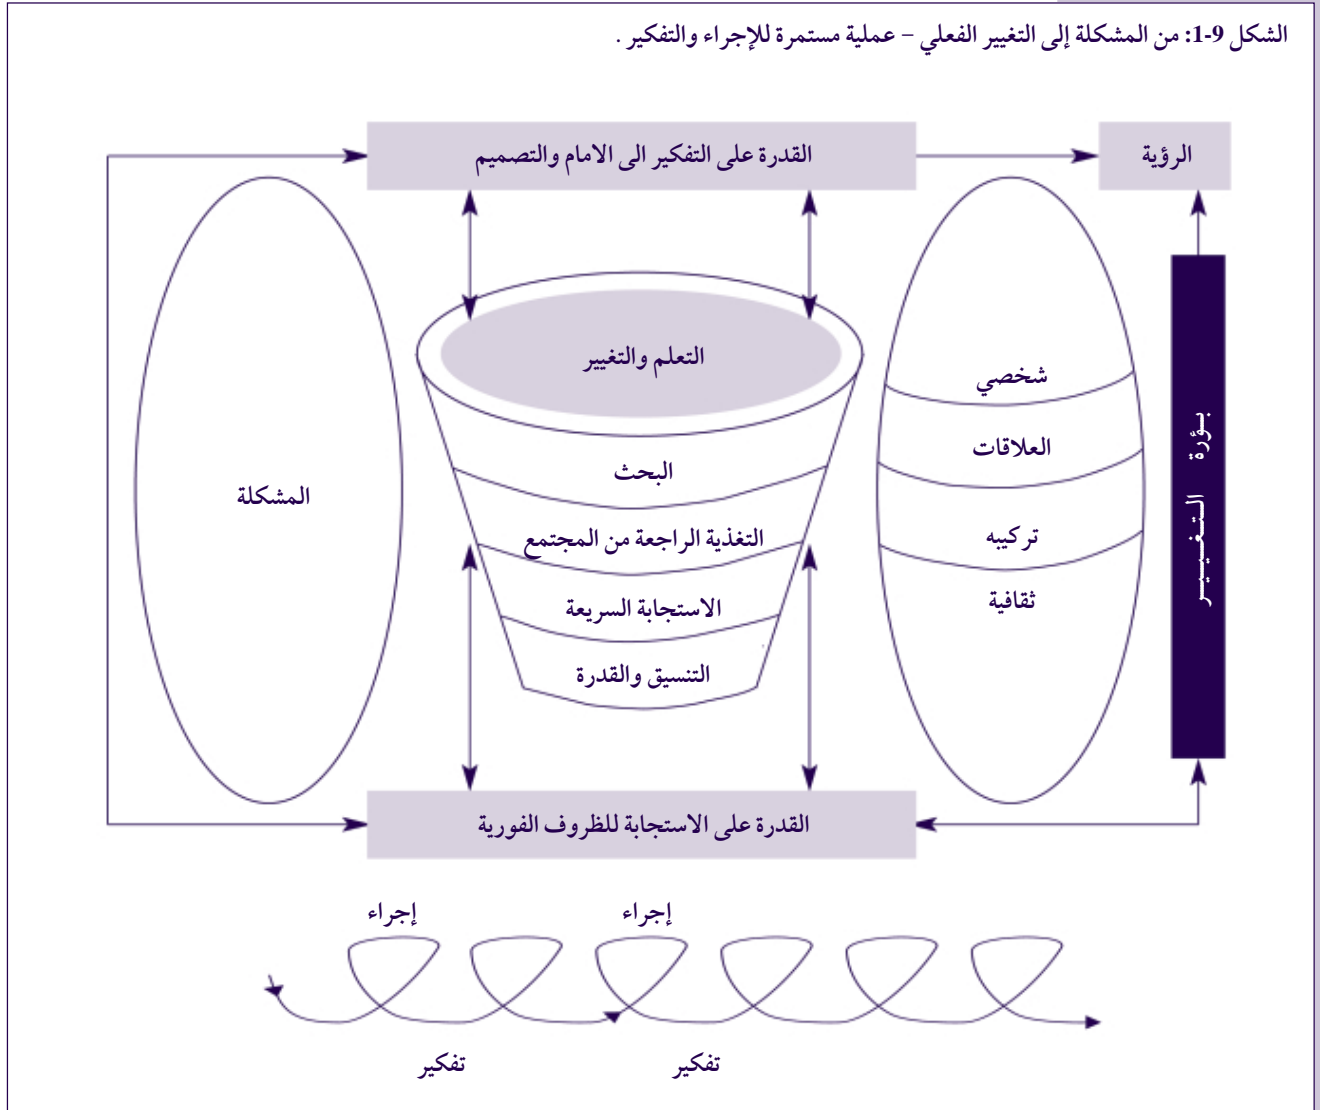 الشكل 9-1: من المشكلة إلى التغيير الفعلي – عملية مستمرة للإجراء والتفكير .
القدرة على التفكير الى الامام والتصميم
الرؤية
التعلم والتغيير
شخصي
العلاقات
تركيبه
ثقافية
بـؤرة الـتـغـيـيـر
البحث
التغذية الراجعة من المجتمع
الاستجابة السريعة
التنسيق والقدرة
المشكلة
القدرة على الاستجابة للظروف الفورية
إجراء
إجراء
تفكير
تفكير